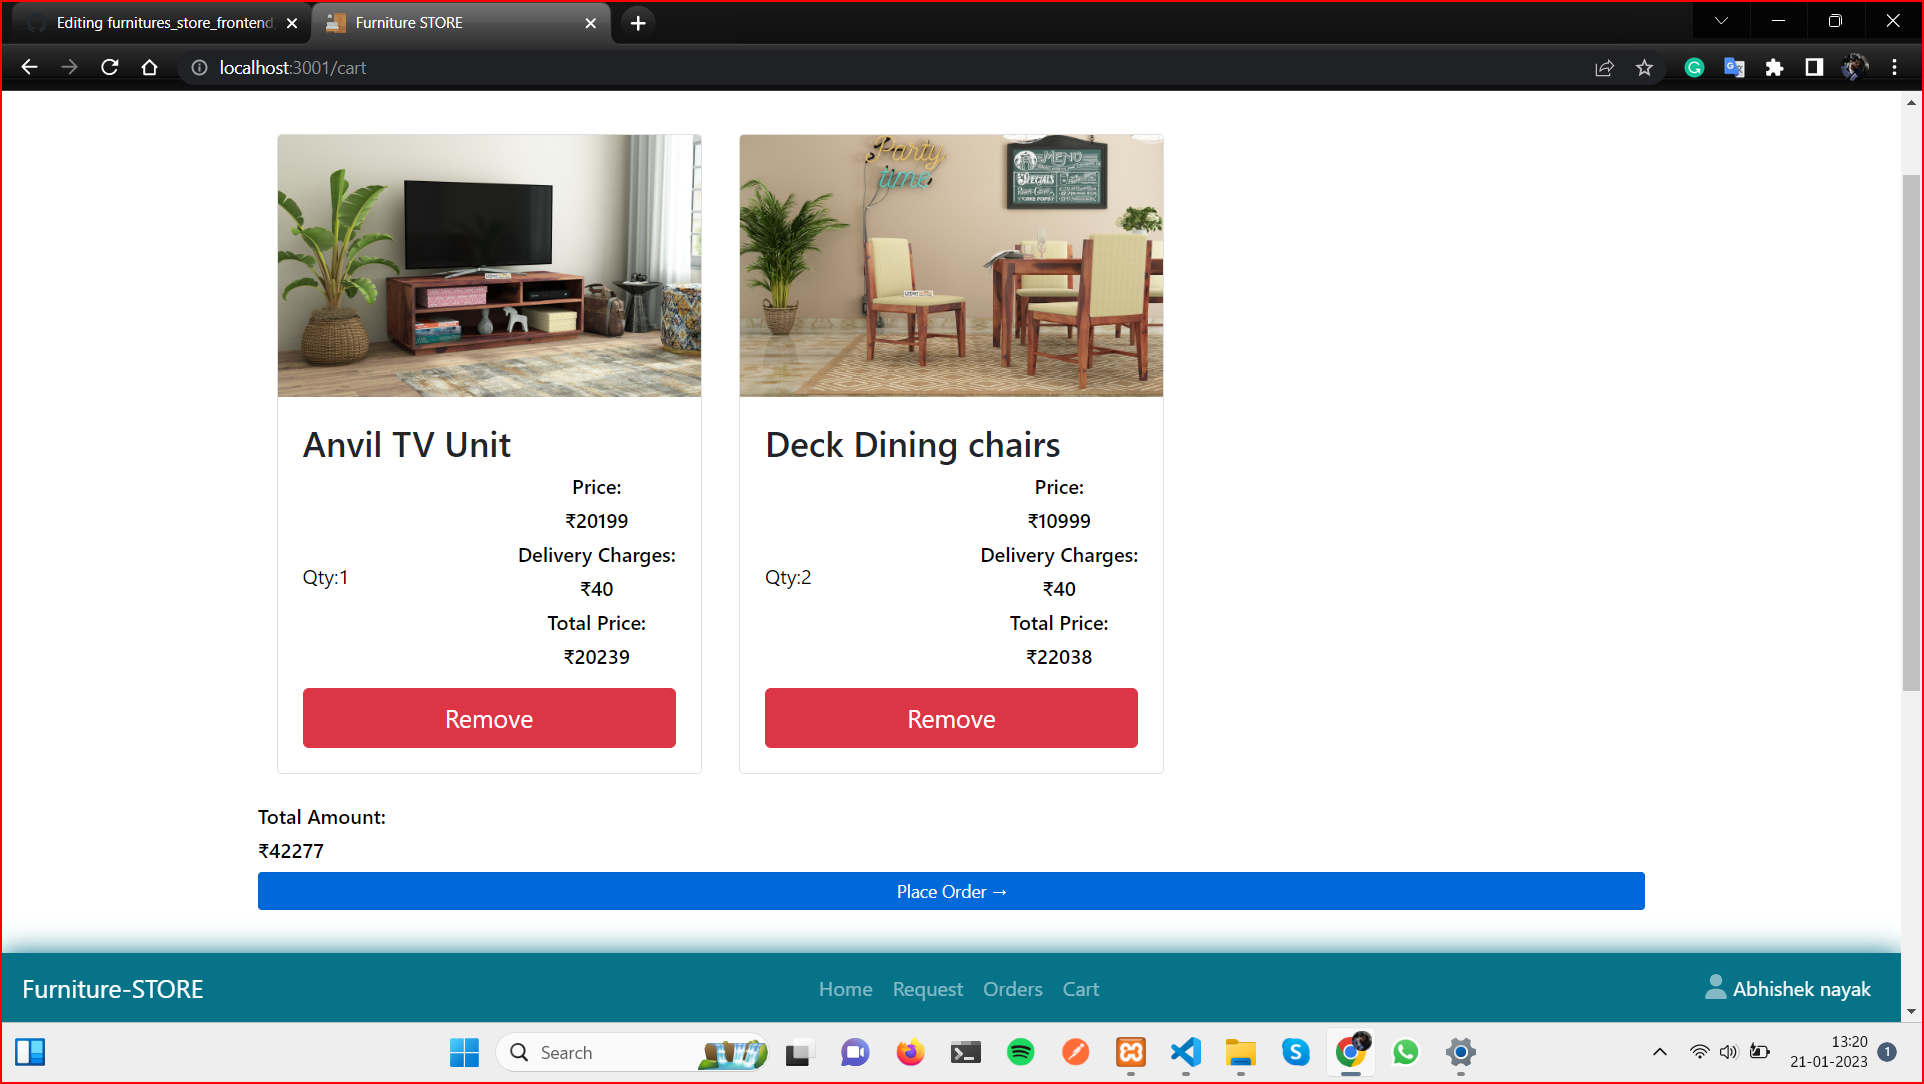 Editing furnitures_store_frontend
Furniture STORE
localhost:3001/cart
Party
time
MENU
SPECIALS
Anvil TV Unit
Price:
₹20199
Delivery Charges:
₹40
Total Price:
₹20239
Qty:1
Remove
Deck Dining chairs
Price:
₹10999
Delivery Charges:
₹40
Total Price:
₹22038
Qty:2
Remove
Total Amount:
₹42277
Place Order →
Furniture-STORE
Home Request Orders Cart
Abhishek nayak
Search
13:20
21-01-2023
1